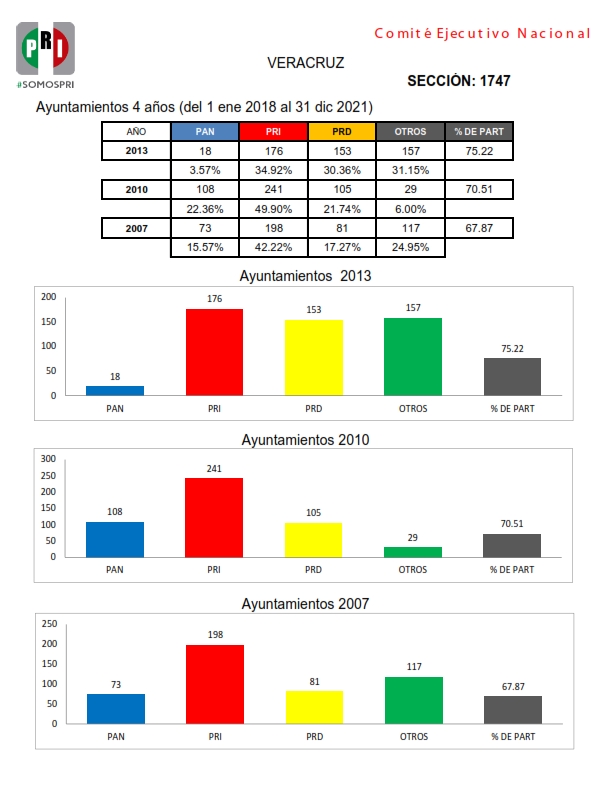 Comité Ejecutivo Nacional
PRI
#SOMOSPRI
VERACRUZ
SECCIÓN: 1747
Ayuntamientos 4 años (del 1 ene 2018 al 31 dic 2021)
AÑO PAN PRI PRD OTROS % DE PART
2013 18 176 153 157 75.22
3.57% 34.92% 30.36% 31.15%
2010 108 241 105 29 70.51
22.36% 49.90% 21.74% 6.00%
2007 73 198 81 117 67.87
15.57% 42.22% 17.27% 24.95%
Ayuntamientos 2013
200
150
100
50
0
18 176 153 157 75.22
PAN PRI PRD OTROS % DE PART
Ayuntamientos 2010
300
250
200
150
100
50
0
108 241 105 29 70.51
PAN PRI PRD OTROS % DE PART
Ayuntamientos 2007
250
200
150
100
50
0
73 198 81 117 67.87
PAN PRI PRD OTROS % DE PART